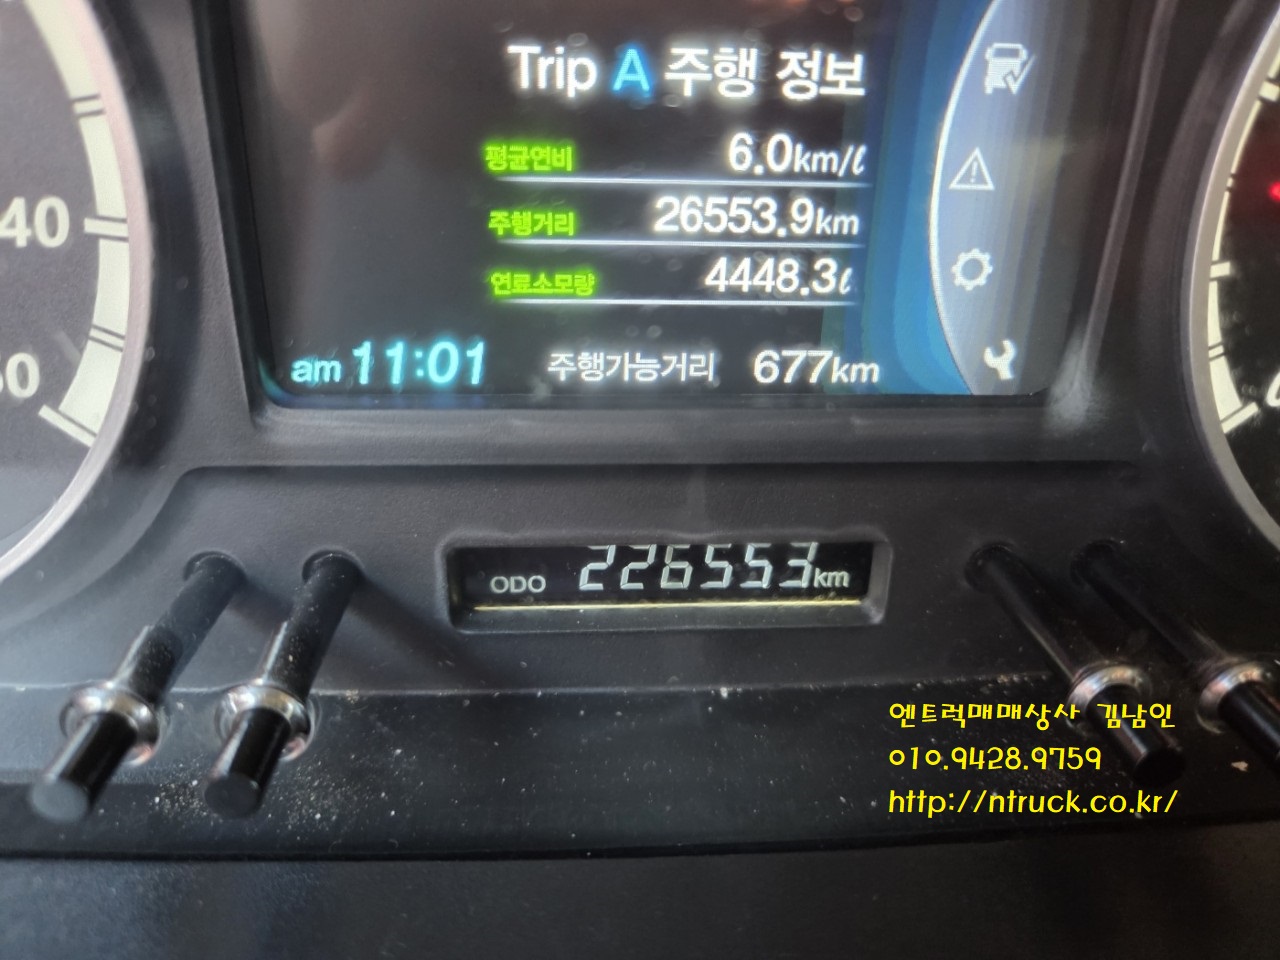 Trip A 주행 정보
평균연비 6.0km/ℓ
주행거리 26553.9km
연료소모량 4448.3ℓ
am 11:01 주행가능거리 677km
40
ODO 226553km
엔트럭매매상사 김남인
010.9428.9759
http://ntruck.co.kr/